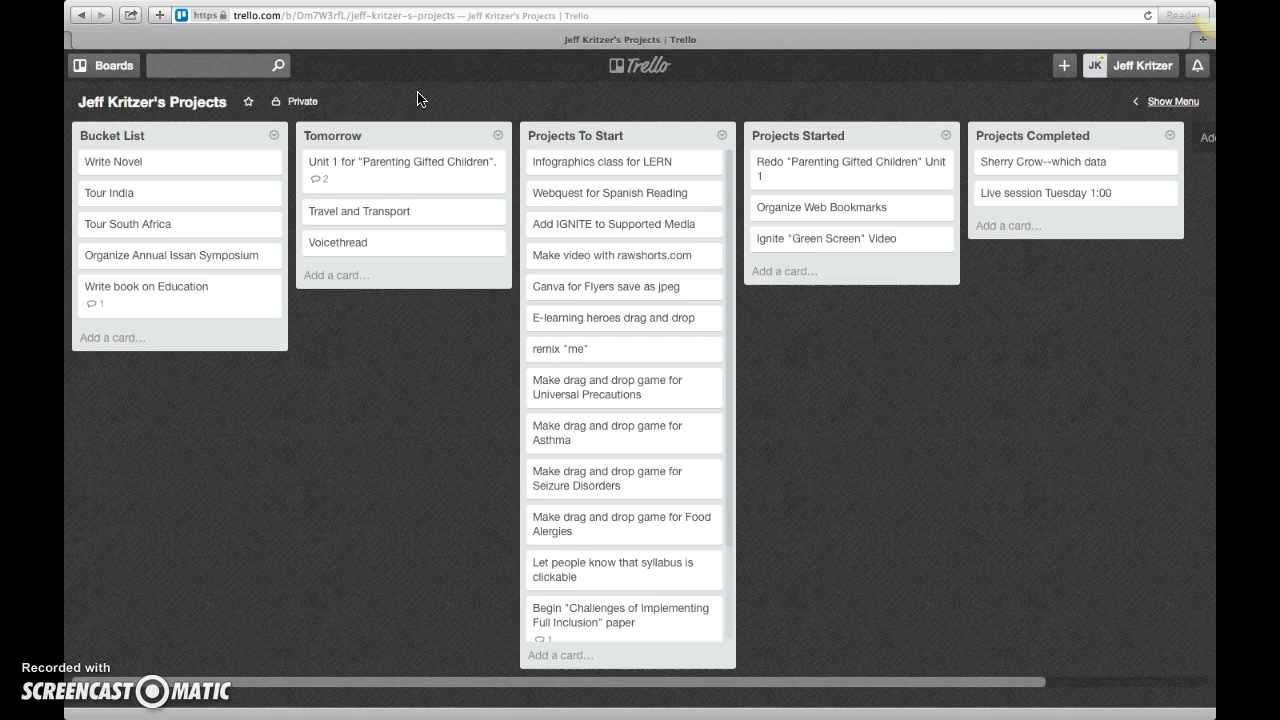 https trello.com/b/Dm7W3rfL/jeff-kritzer-s-projects — Jeff Kritzer's Projects | Trello
Reader
Jeff Kritzer's Projects | Trello
Boards
Trello
JK Jeff Kritzer
Jeff Kritzer's Projects
Private
Show Menu
Bucket List
Write Novel
Tour India
Tour South Africa
Organize Annual Issan Symposium
Write book on Education
1
Add a card…
Tomorrow
Unit 1 for "Parenting Gifted Children".
2
Travel and Transport
Voicethread
Add a card…
Projects To Start
Infographics class for LERN
Webquest for Spanish Reading
Add IGNITE to Supported Media
Make video with rawshorts.com
Canva for Flyers save as jpeg
E-learning heroes drag and drop
remix "me"
Make drag and drop game for
Universal Precautions
Make drag and drop game for
Asthma
Make drag and drop game for
Seizure Disorders
Make drag and drop game for Food
Alergies
Let people know that syllabus is
clickable
Begin "Challenges of Implementing
Full Inclusion" paper
1
Add a card…
Projects Started
Redo "Parenting Gifted Children" Unit
1
Organize Web Bookmarks
Ignite "Green Screen" Video
Add a card…
Projects Completed
Sherry Crow--which data
Live session Tuesday 1:00
Add a card…
Recorded with
SCREENCAST-O-MATIC